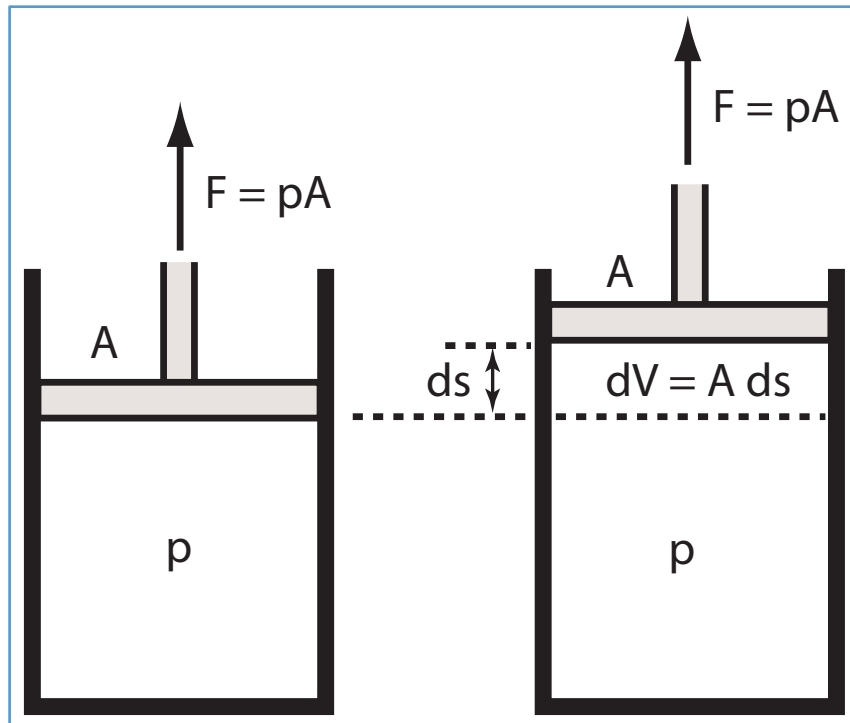 F = pA
A
p
F = pA
A
ds
dV = A ds
p